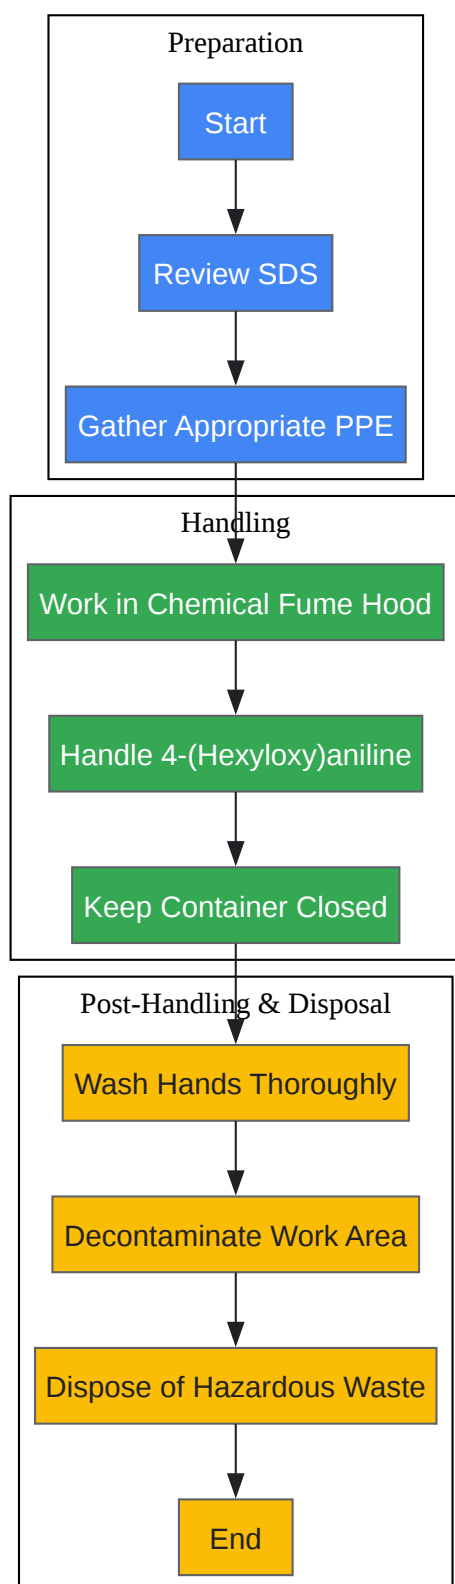 Preparation
Start
Review SDS
Gather Appropriate PPE
Handling
Work in Chemical Fume Hood
Handle 4-(Hexyloxy)aniline
Keep Container Closed
Post-Handling & Disposal
Wash Hands Thoroughly
Decontaminate Work Area
Dispose of Hazardous Waste
End